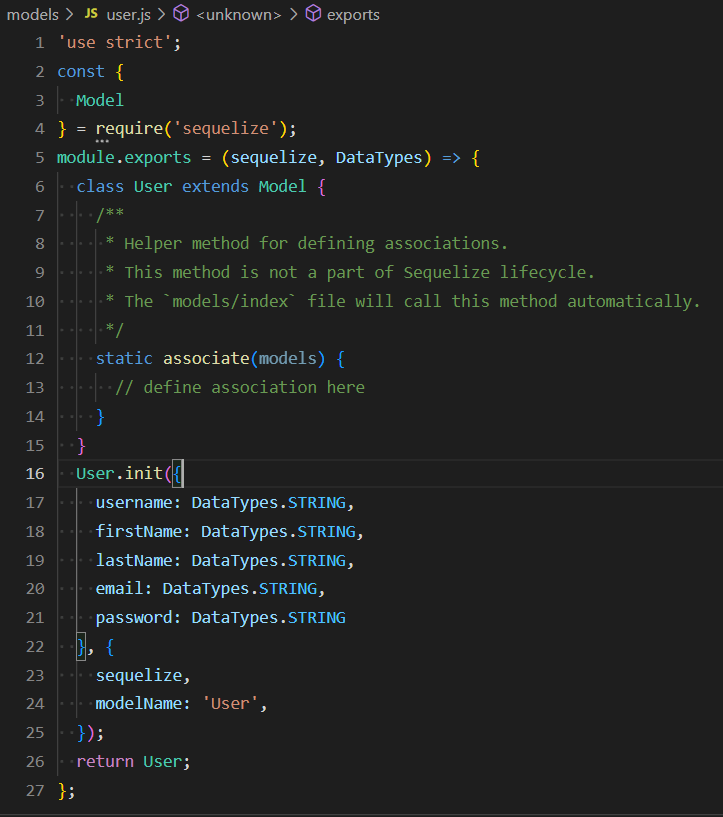 models > JS user.js > <unknown> > exports
1 'use strict';
2 const {
3   Model
4 } = require('sequelize');
5 module.exports = (sequelize, DataTypes) => {
6   class User extends Model {
7     /**
8      * Helper method for defining associations.
9      * This method is not a part of Sequelize lifecycle.
10      * The `models/index` file will call this method automatically.
11      */
12     static associate(models) {
13       // define association here
14     }
15   }
16   User.init({
17     username: DataTypes.STRING,
18     firstName: DataTypes.STRING,
19     lastName: DataTypes.STRING,
20     email: DataTypes.STRING,
21     password: DataTypes.STRING
22   }, {
23     sequelize,
24     modelName: 'User',
25   });
26   return User;
27 };